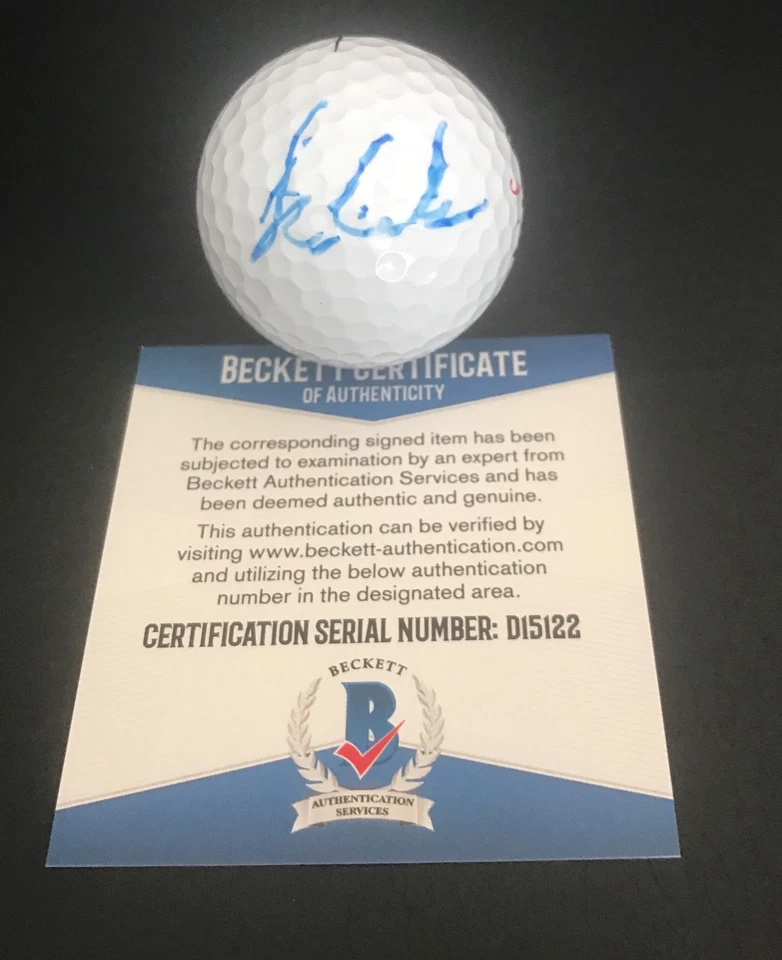 BECKETT CERTIFICATE
OF AUTHENTICITY
The corresponding signed item has been
subjected to examination by an expert from
Beckett Authentication Services and has
been deemed authentic and genuine.
This authentication can be verified by
visiting www.beckett-authentication.com
and utilizing the below authentication
number in the designated area.
CERTIFICATION SERIAL NUMBER: D15122
BECKETT
B
AUTHENTICATION
SERVICES